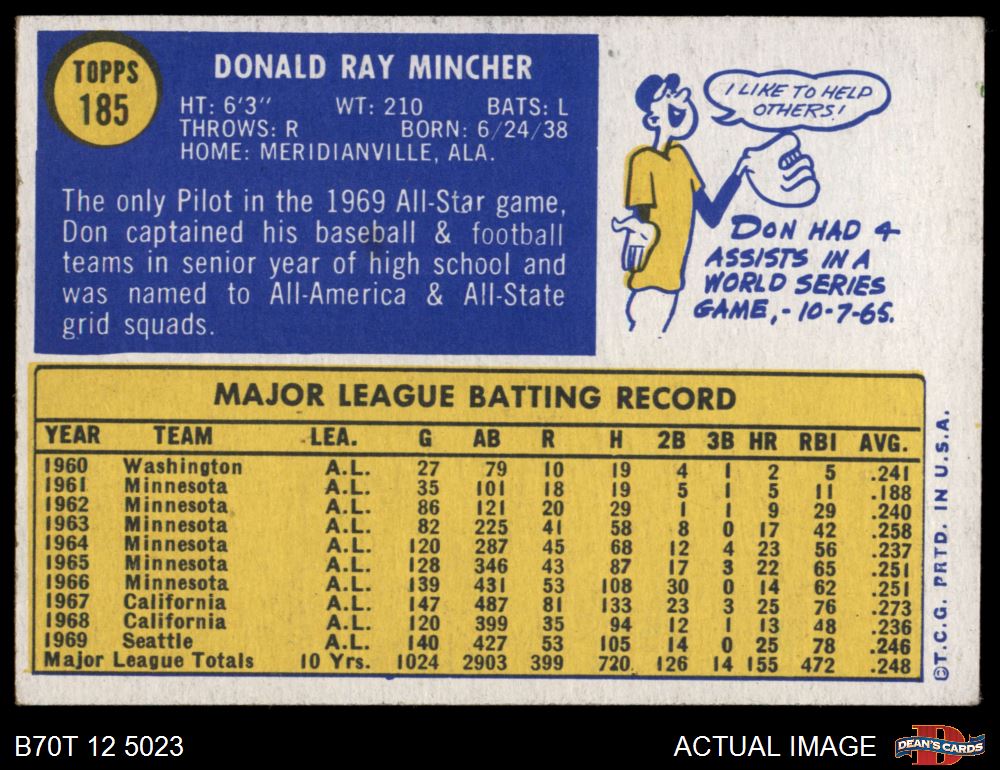 TOPPS
185
DONALD RAY MINCHER
HT: 6'3" WT: 210 BATS: L
THROWS: R BORN: 6/24/38
HOME: MERIDIANVILLE, ALA.
The only Pilot in the 1969 All-Star game,
Don captained his baseball & football
teams in senior year of high school and
was named to All-America & All-State
grid squads.
I LIKE TO HELP
OTHERS!
DON HAD 4
ASSISTS IN A
WORLD SERIES
GAME,- 10-7-65.
MAJOR LEAGUE BATTING RECORD
YEAR TEAM LEA. G AB R H 2B 3B HR RBI AVG.
1960 Washington A.L. 27 79 10 19 4 1 2 5 .241
1961 Minnesota A.L. 35 101 18 19 5 1 5 11 .188
1962 Minnesota A.L. 86 121 20 29 1 1 9 29 .240
1963 Minnesota A.L. 82 225 41 58 8 0 17 42 .258
1964 Minnesota A.L. 120 287 45 68 12 4 23 56 .237
1965 Minnesota A.L. 128 346 43 87 17 3 22 65 .251
1966 Minnesota A.L. 139 431 53 108 30 0 14 62 .251
1967 California A.L. 147 487 81 133 23 3 25 76 .273
1968 California A.L. 120 399 35 94 12 1 13 48 .236
1969 Seattle A.L. 140 427 53 105 14 0 25 78 .246
Major League Totals 10 Yrs. 1024 2903 399 720 126 14 155 472 .248
©T.C.G. PRTD. IN U.S.A.
B70T 12 5023
ACTUAL IMAGE
D
DEAN'S CARDS